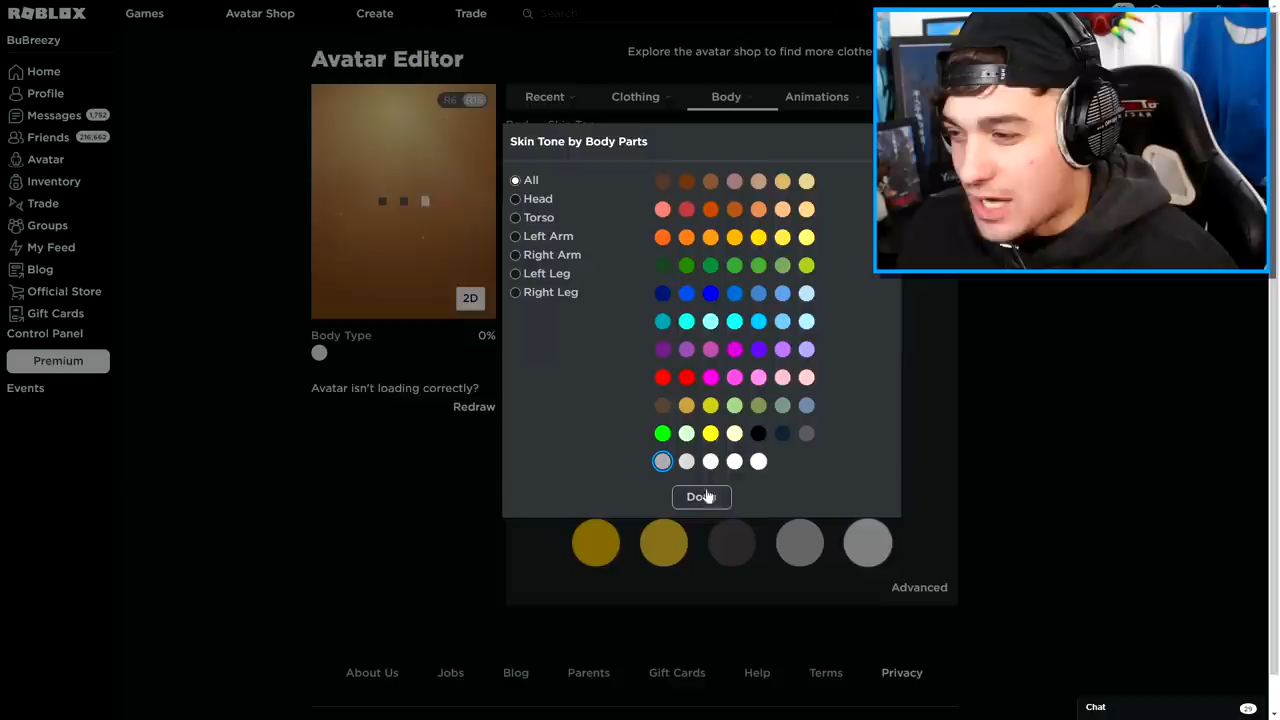 ROBLOX Games Avatar Shop Create Trade Search
BuBreezy
Home
Profile
Messages 1,752
Friends 216,662
Avatar
Inventory
Trade
Groups
My Feed
Blog
Official Store
Gift Cards
Control Panel
Premium
Events
Avatar Editor
Explore the avatar shop to find more clothe
R6 R15
2D
Body Type 0%
Avatar isn't loading correctly?
Redraw
Recent Clothing Body Animations
Skin Tone by Body Parts
All
Head
Torso
Left Arm
Right Arm
Left Leg
Right Leg
Advanced
About Us Jobs Blog Parents Gift Cards Help Terms Privacy
Chat 29